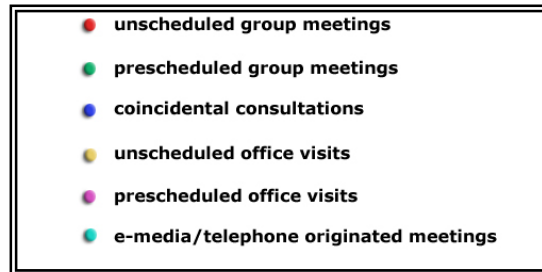 unscheduled group meetings
prescheduled group meetings
coincidental consultations
unscheduled office visits
prescheduled office visits
e-media/telephone originated meetings